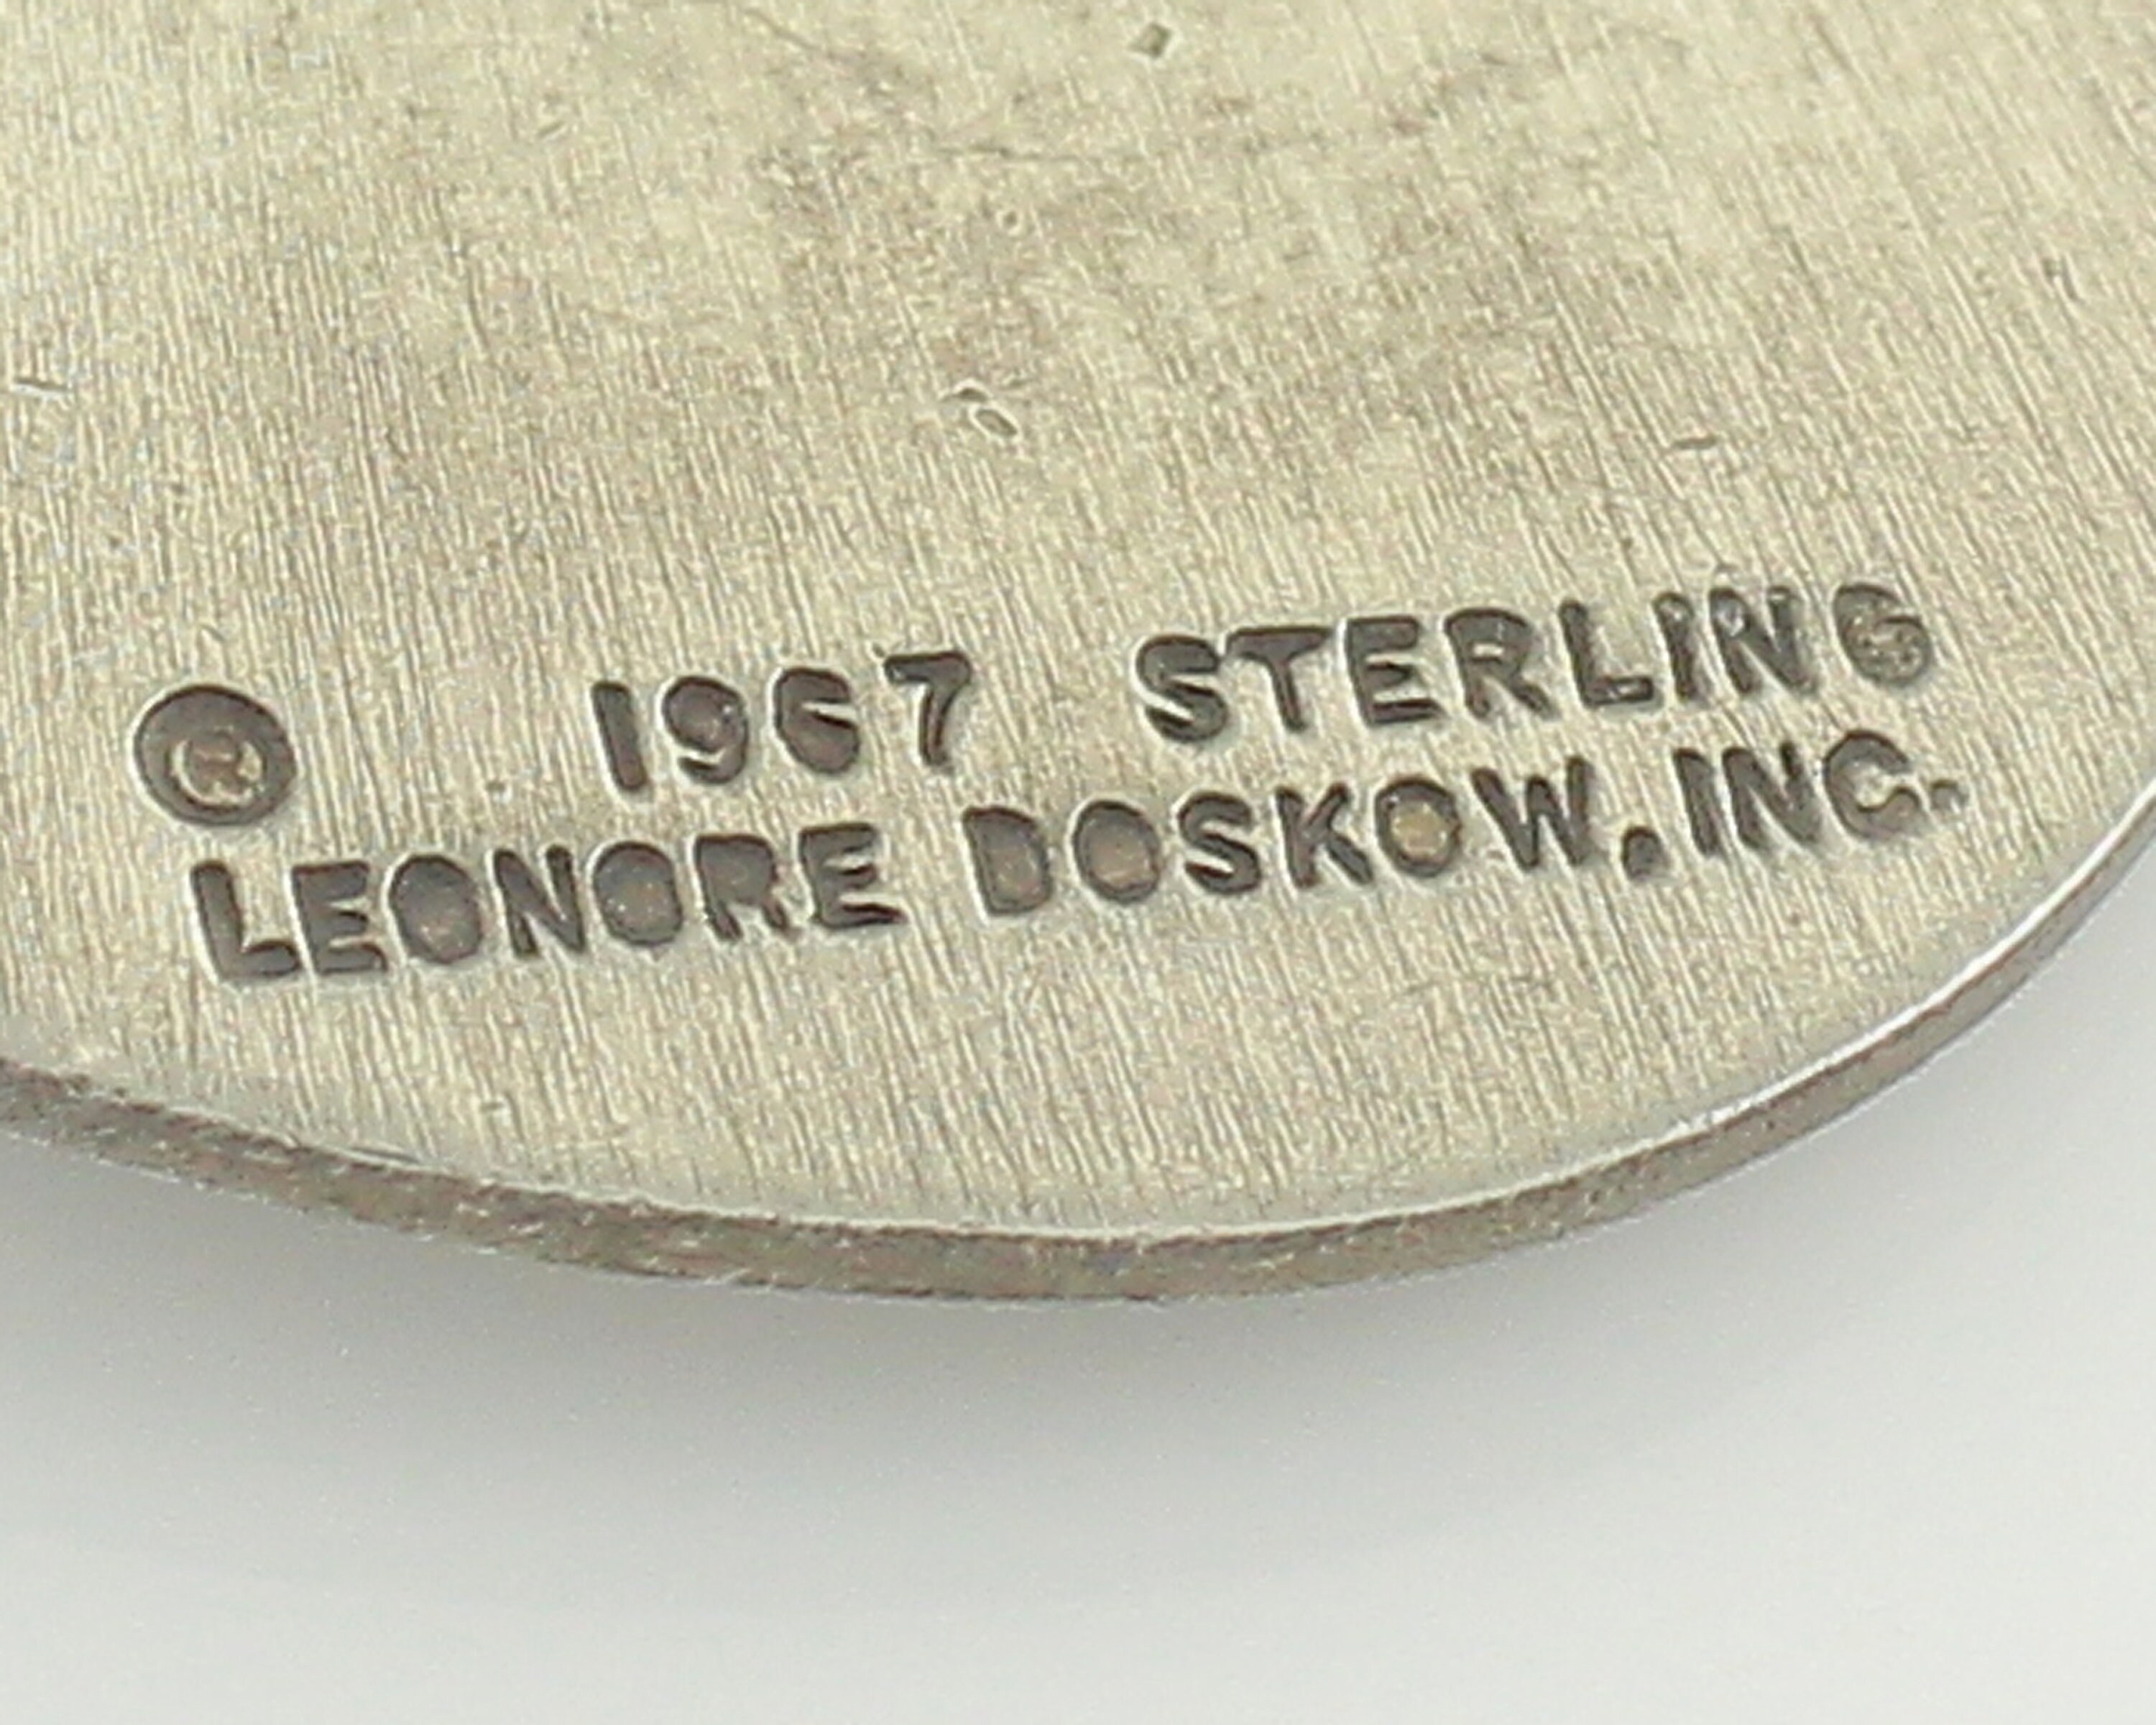 © 1967 STERLING
LEONORE DOSKOW, INC.